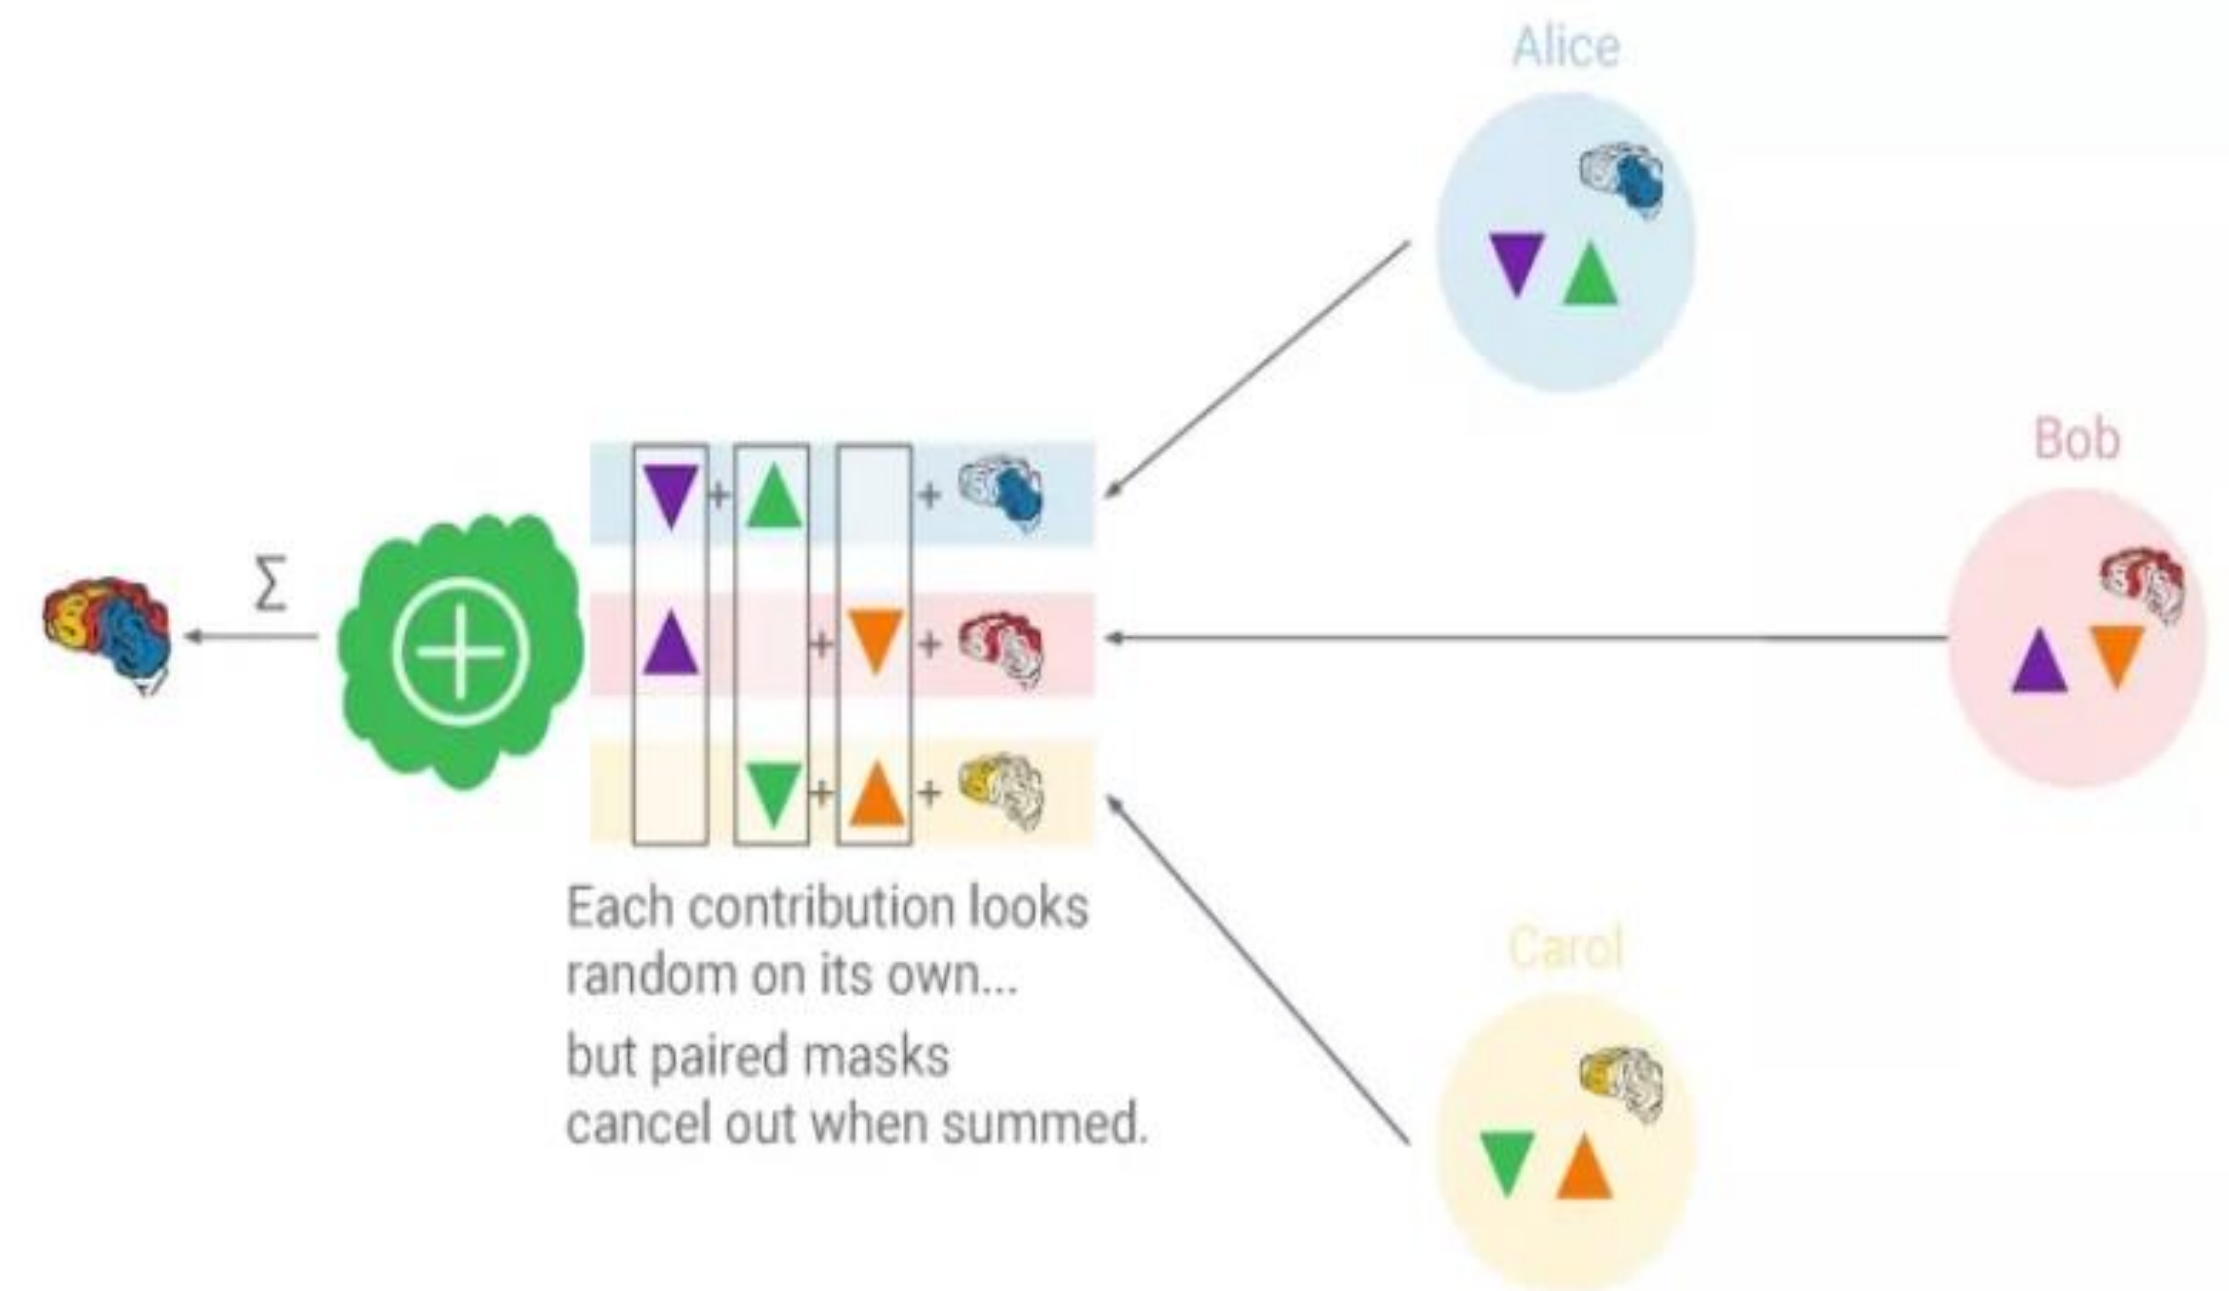 Alice
Bob
Σ
+ +
+ +
+ +
Each contribution looks
random on its own...
but paired masks
cancel out when summed.
Carol